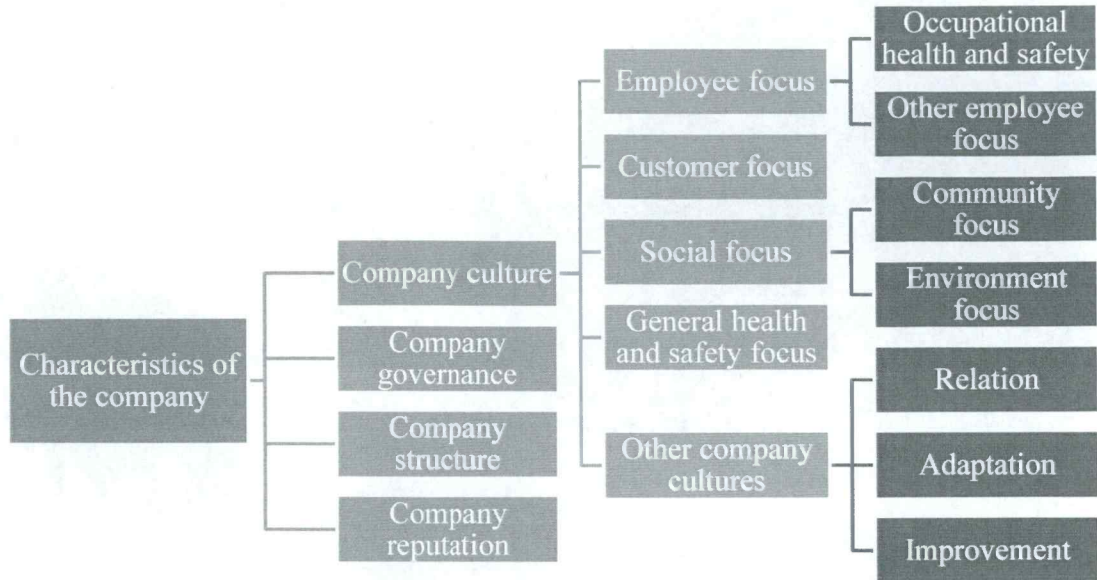 Characteristics of
the company
Company culture
Company
governance
Company
structure
Company
reputation
Employee focus
Customer focus
Social focus
General health
and safety focus
Other company
cultures
Occupational
health and safety
Other employee
focus
Community
focus
Environment
focus
Relation
Adaptation
Improvement